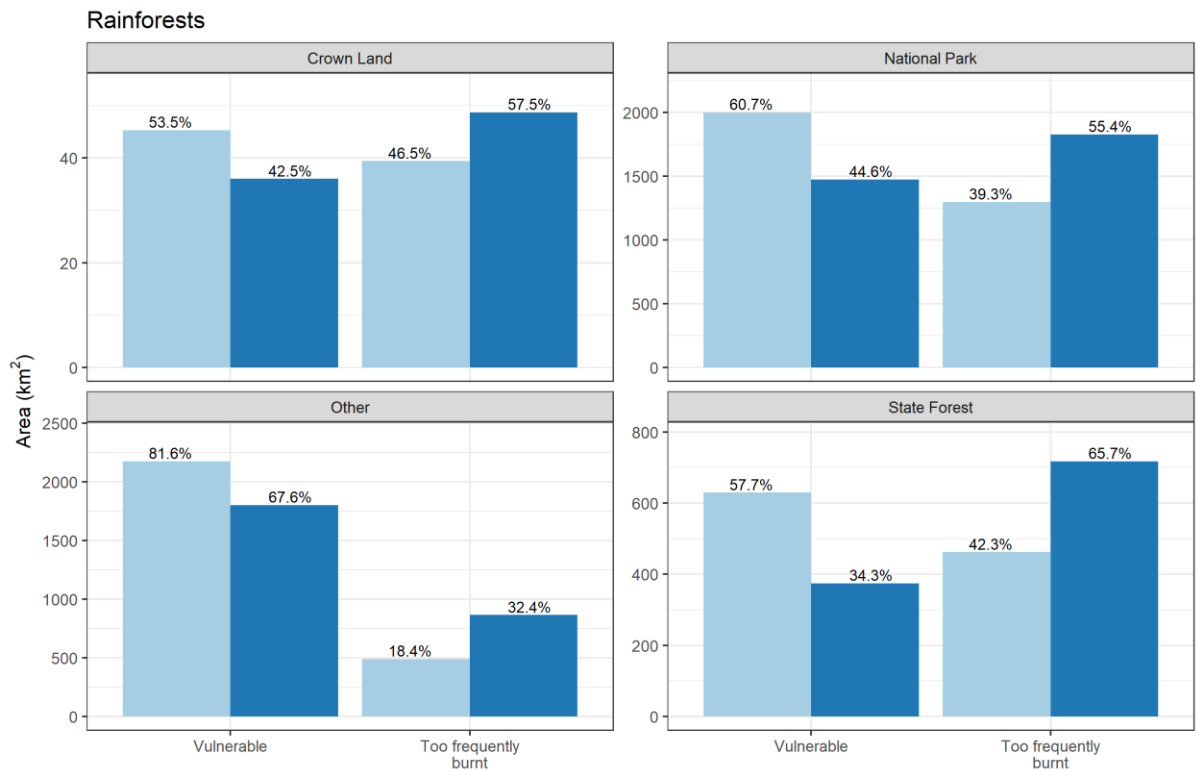 Rainforests
Crown Land
National Park
53.5%
42.5%
46.5%
57.5%
60.7%
44.6%
39.3%
55.4%
40
20
0
2000
1500
1000
500
0
Area (km²)
Other
State Forest
81.6%
67.6%
18.4%
32.4%
57.7%
34.3%
42.3%
65.7%
2500
2000
1500
1000
500
0
800
600
400
200
0
Vulnerable
Too frequently
burnt
Vulnerable
Too frequently
burnt